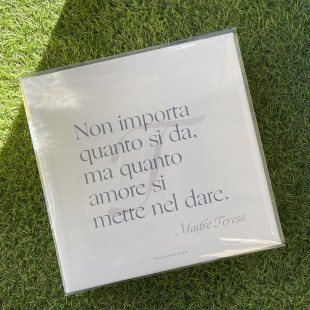 Non importa
quanto si da,
ma quanto
amore si
mette nel dare.
Madre Teresa